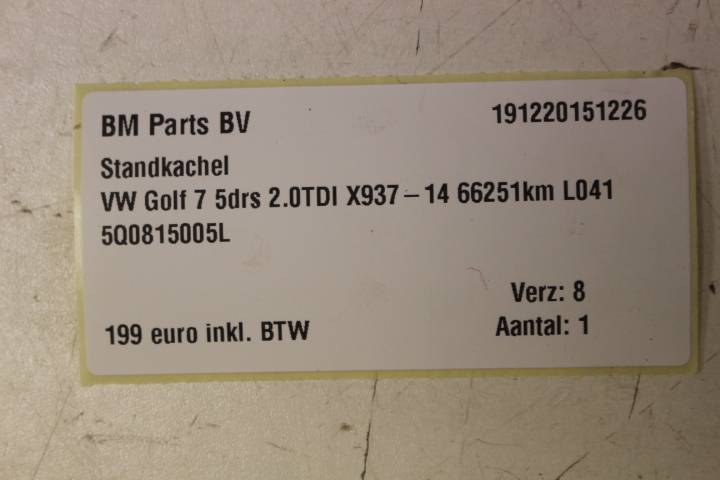 BM Parts BV 191220151226
Standkachel
VW Golf 7 5drs 2.0TDI X937-14 66251km L041
5Q0815005L
Verz: 8
199 euro inkl. BTW Aantal: 1